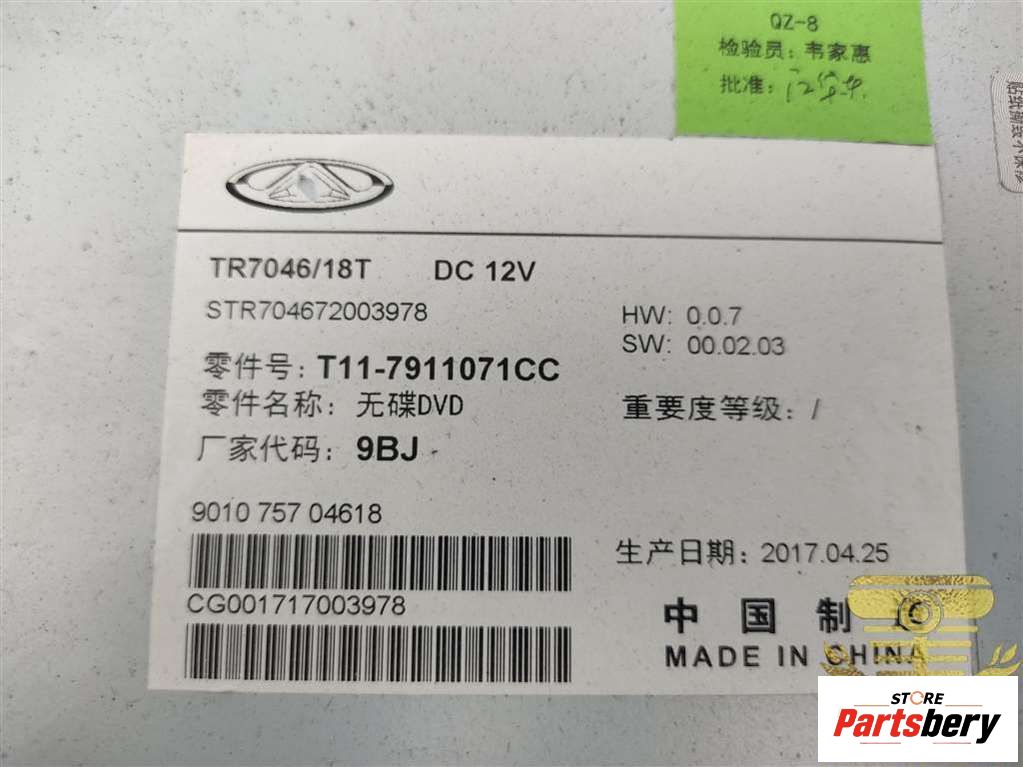 QZ-8
检验员：韦家惠
批准：
TR7046/18T DC 12V
STR704672003978
HW: 0.0.7
SW: 00.02.03
零件号：T11-7911071CC
零件名称：无碟DVD
重要度等级：/
厂家代码：9BJ
9010 757 04618
生产日期：2017.04.25
CG001717003978
中国制
MADE IN CHINA
STORE
Partsbery